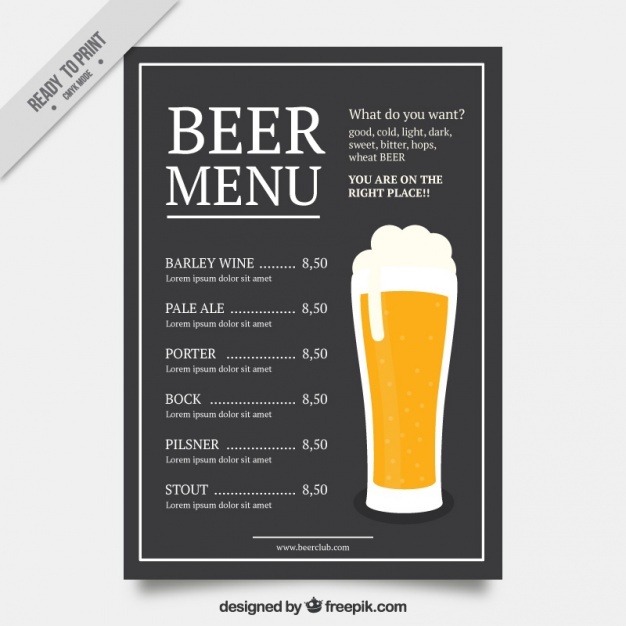 READY TO PRINT
CMYK MODE
BEER
MENU
What do you want?
good, cold, light, dark,
sweet, bitter, hops,
wheat BEER
YOU ARE ON THE
RIGHT PLACE!!
BARLEY WINE ......... 8,50
Lorem ipsum dolor sit amet
PALE ALE ................ 8,50
Lorem ipsum dolor sit amet
PORTER ................. 8,50
Lorem ipsum dolor sit amet
BOCK ..................... 8,50
Lorem ipsum dolor sit amet
PILSNER ................. 8,50
Lorem ipsum dolor sit amet
STOUT .................... 8,50
Lorem ipsum dolor sit amet
www.beerclub.com
designed by freepik.com